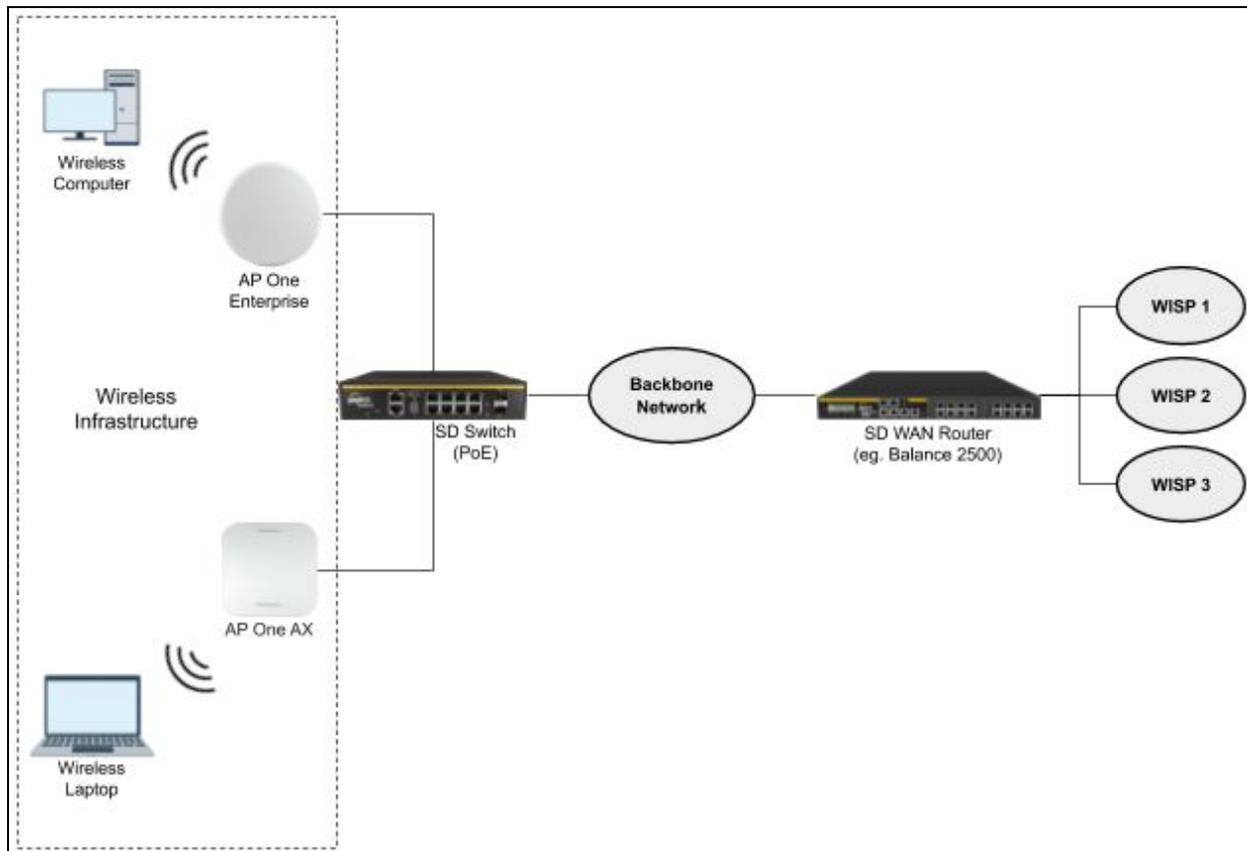 Wireless
Computer
AP One
Enterprise
Wireless
Infrastructure
SD Switch
(PoE)
Backbone
Network
SD WAN Router
(eg. Balance 2500)
WISP 1
WISP 2
WISP 3
AP One AX
Wireless
Laptop